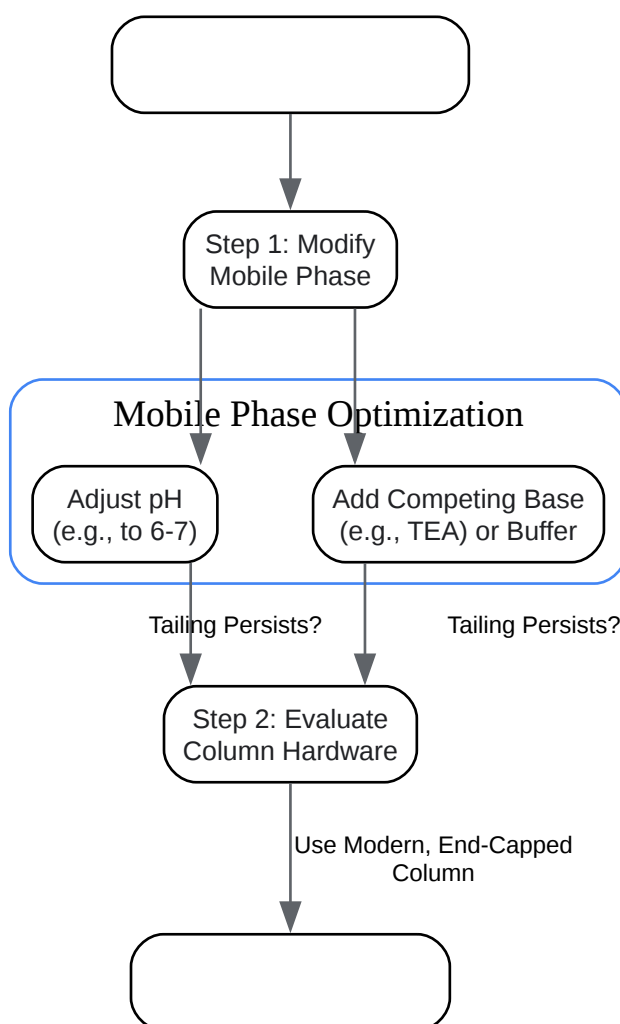 Step 1: Modify
Mobile Phase
Mobile Phase Optimization
Adjust pH
(e.g., to 6-7)
Add Competing Base
(e.g., TEA) or Buffer
Tailing Persists?
Tailing Persists?
Step 2: Evaluate
Column Hardware
Use Modern, End-Capped
Column